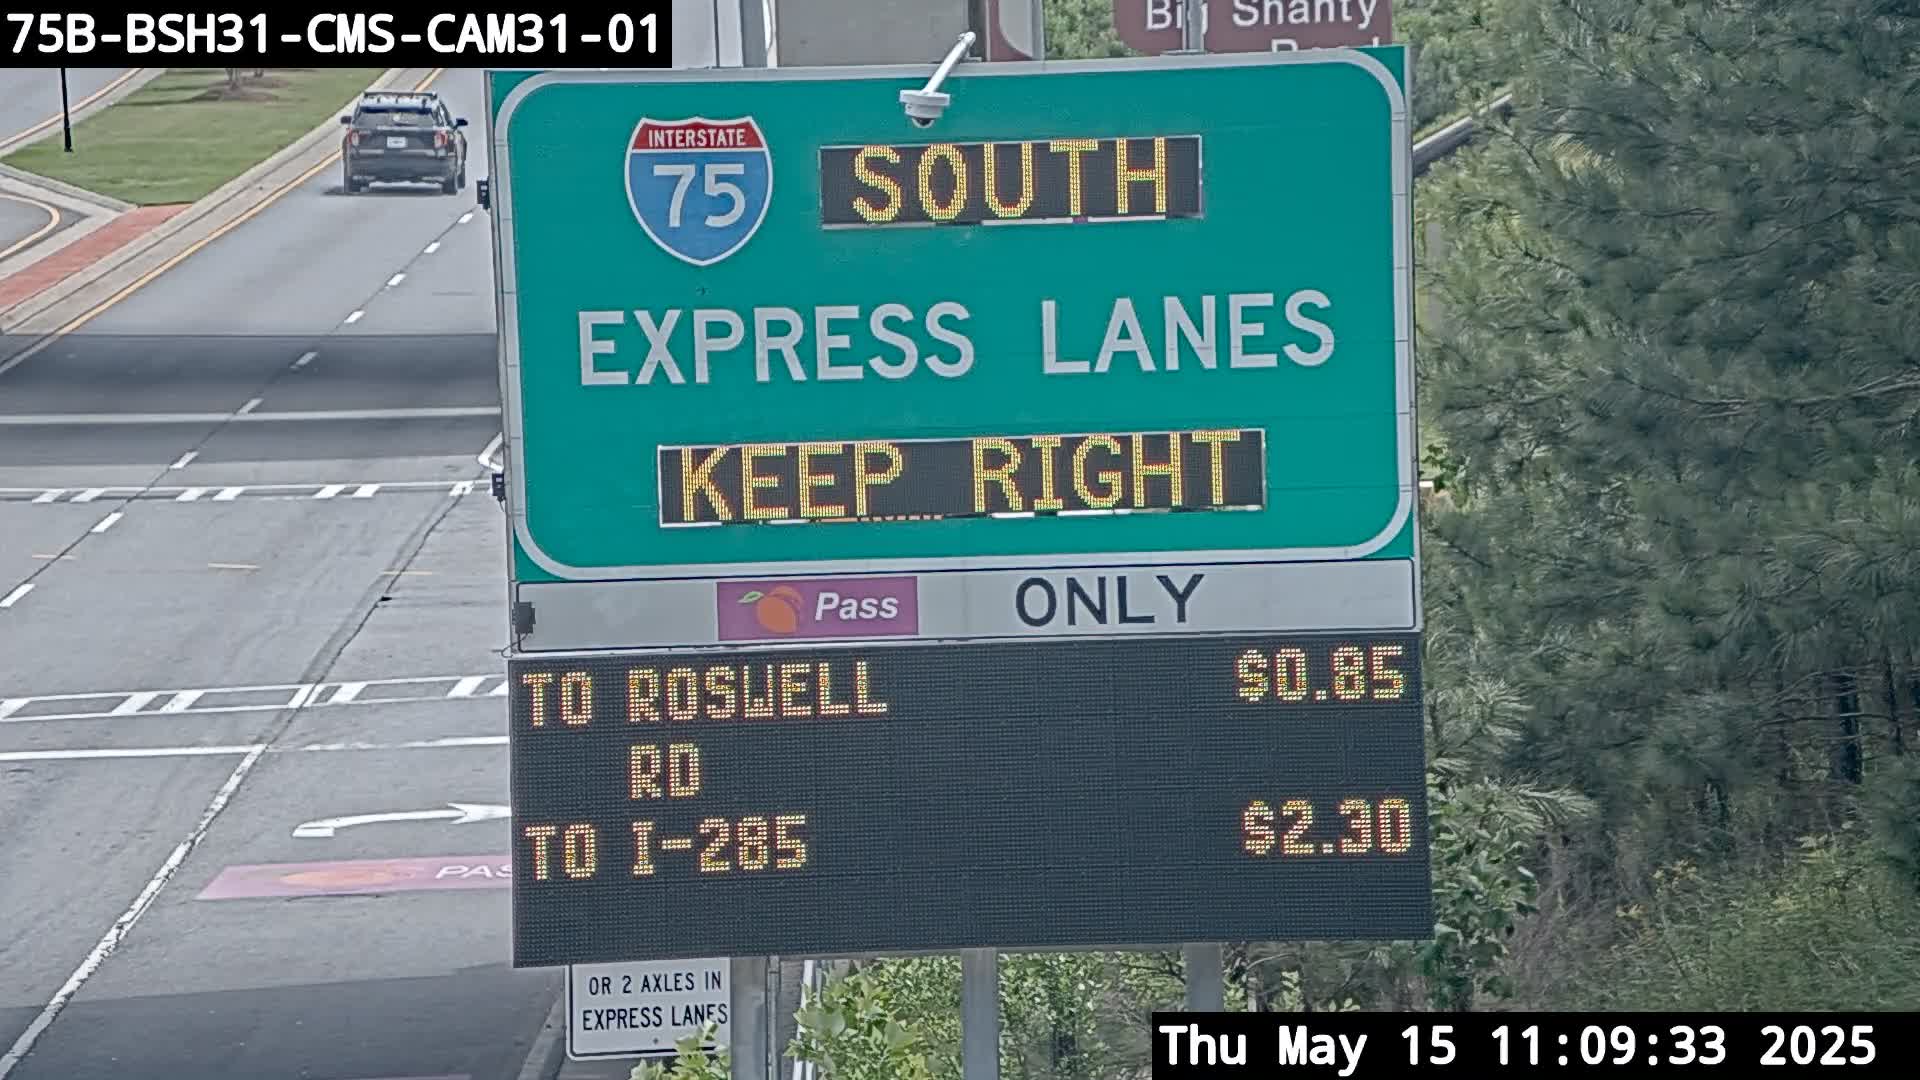 75B-BSH31-CMS-CAM31-01
Big Shanty
Road
INTERSTATE
75
SOUTH
EXPRESS LANES
KEEP RIGHT
Pass ONLY
TO ROSWELL $0.85
RD
TO I-285 $2.30
PAS
OR 2 AXLES IN
EXPRESS LANES
Thu May 15 11:09:33 2025